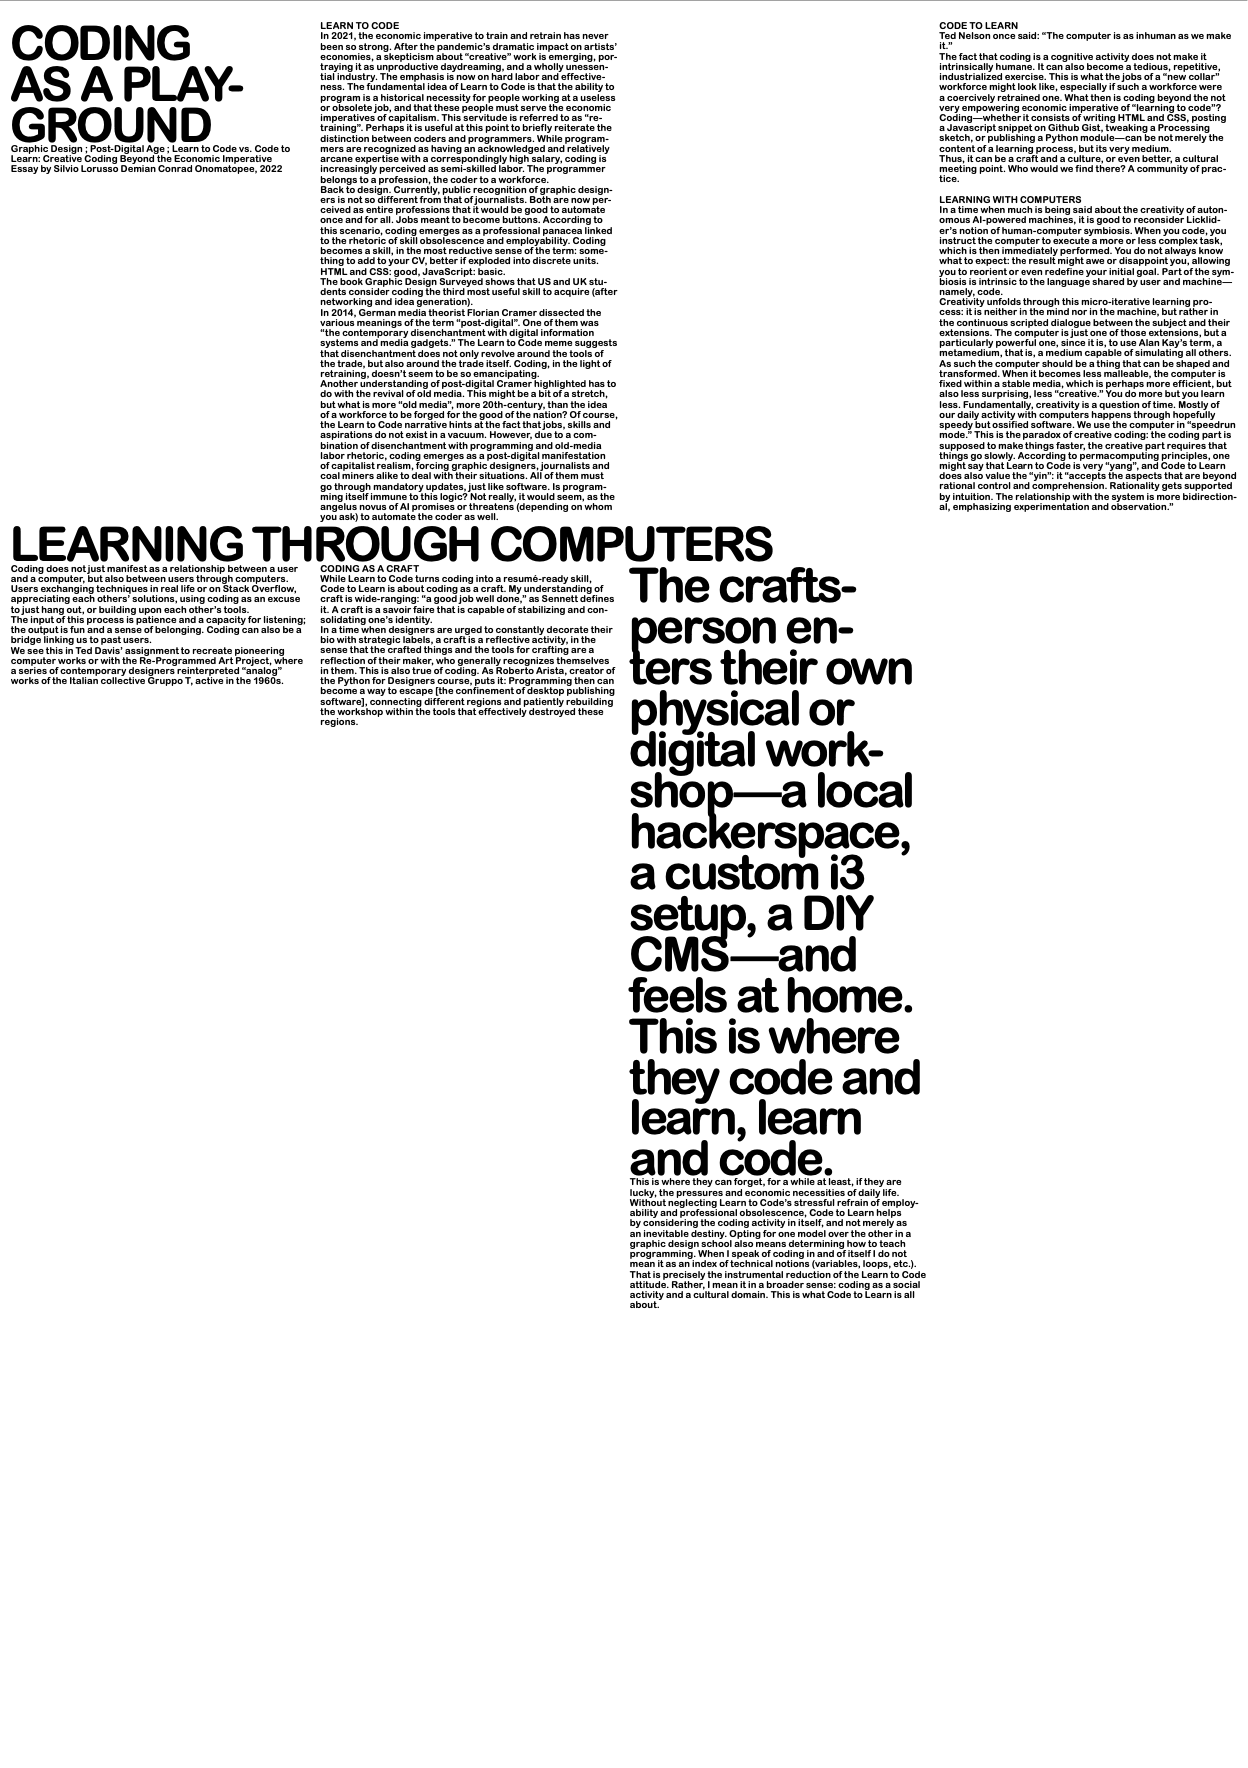 CODING
AS A PLAY-
GROUND
Graphic Design ; Post-Digital Age ; Learn to Code vs. Code to
Learn: Creative Coding Beyond the Economic Imperative
Essay by Silvio Lorusso Demian Conrad Onomatopee, 2022
LEARN TO CODE
In 2021, the economic imperative to train and retrain has never
been so strong. After the pandemic’s dramatic impact on artists’
economies, a skepticism about “creative” work is emerging, por-
traying it as unproductive daydreaming, and a wholly unessen-
tial industry. The emphasis is now on hard labor and effective-
ness. The fundamental idea of Learn to Code is that the ability to
program is a historical necessity for people working at a useless
or obsolete job, and that these people must serve the economic
imperatives of capitalism. This servitude is referred to as “re-
training”. Perhaps it is useful at this point to briefly reiterate the
distinction between coders and programmers. While program-
mers are recognized as having an acknowledged and relatively
arcane expertise with a correspondingly high salary, coding is
increasingly perceived as semi-skilled labor. The programmer
belongs to a profession, the coder to a workforce.
Back to design. Currently, public recognition of graphic design-
ers is not so different from that of journalists. Both are now per-
ceived as entire professions that it would be good to automate
once and for all. Jobs meant to become buttons. According to
this scenario, coding emerges as a professional panacea linked
to the rhetoric of skill obsolescence and employability. Coding
becomes a skill, in the most reductive sense of the term: some-
thing to add to your CV, better if exploded into discrete units.
HTML and CSS: good, JavaScript: basic.
The book Graphic Design Surveyed shows that US and UK stu-
dents consider coding the third most useful skill to acquire (after
networking and idea generation).
In 2014, German media theorist Florian Cramer dissected the
various meanings of the term “post-digital”. One of them was
“the contemporary disenchantment with digital information
systems and media gadgets.” The Learn to Code meme suggests
that disenchantment does not only revolve around the tools of
the trade, but also around the trade itself. Coding, in the light of
retraining, doesn’t seem to be so emancipating.
Another understanding of post-digital Cramer highlighted has to
do with the revival of old media. This might be a bit of a stretch,
but what is more “old media”, more 20th-century, than the idea
of a workforce to be forged for the good of the nation? Of course,
the Learn to Code narrative hints at the fact that jobs, skills and
aspirations do not exist in a vacuum. However, due to a com-
bination of disenchantment with programming and old-media
labor rhetoric, coding emerges as a post-digital manifestation
of capitalist realism, forcing graphic designers, journalists and
coal miners alike to deal with their situations. All of them must
go through mandatory updates, just like software. Is program-
ming itself immune to this logic? Not really, it would seem, as the
angelus novus of AI promises or threatens (depending on whom
you ask) to automate the coder as well.
CODE TO LEARN
Ted Nelson once said: “The computer is as inhuman as we make
it.”
The fact that coding is a cognitive activity does not make it
intrinsically humane. It can also become a tedious, repetitive,
industrialized exercise. This is what the jobs of a “new collar”
workforce might look like, especially if such a workforce were
a coercively retrained one. What then is coding beyond the not
very empowering economic imperative of “learning to code”?
Coding—whether it consists of writing HTML and CSS, posting
a Javascript snippet on Github Gist, tweaking a Processing
sketch, or publishing a Python module—can be not merely the
content of a learning process, but its very medium.
Thus, it can be a craft and a culture, or even better, a cultural
meeting point. Who would we find there? A community of prac-
tice.
LEARNING WITH COMPUTERS
In a time when much is being said about the creativity of auton-
omous AI-powered machines, it is good to reconsider Licklid-
er’s notion of human-computer symbiosis. When you code, you
instruct the computer to execute a more or less complex task,
which is then immediately performed. You do not always know
what to expect: the result might awe or disappoint you, allowing
you to reorient or even redefine your initial goal. Part of the sym-
biosis is intrinsic to the language shared by user and machine—
namely, code.
Creativity unfolds through this micro-iterative learning pro-
cess: it is neither in the mind nor in the machine, but rather in
the continuous scripted dialogue between the subject and their
extensions. The computer is just one of those extensions, but a
particularly powerful one, since it is, to use Alan Kay’s term, a
metamedium, that is, a medium capable of simulating all others.
As such the computer should be a thing that can be shaped and
transformed. When it becomes less malleable, the computer is
fixed within a stable media, which is perhaps more efficient, but
also less surprising, less “creative.” You do more but you learn
less. Fundamentally, creativity is a question of time. Mostly of
our daily activity with computers happens through hopefully
speedy but ossified software. We use the computer in “speedrun
mode.” This is the paradox of creative coding: the coding part is
supposed to make things faster, the creative part requires that
things go slowly. According to permacomputing principles, one
might say that Learn to Code is very “yang”, and Code to Learn
does also value the “yin”: it “accepts the aspects that are beyond
rational control and comprehension. Rationality gets supported
by intuition. The relationship with the system is more bidirection-
al, emphasizing experimentation and observation.”
LEARNING THROUGH COMPUTERS
Coding does not just manifest as a relationship between a user
and a computer, but also between users through computers.
Users exchanging techniques in real life or on Stack Overflow,
appreciating each others’ solutions, using coding as an excuse
to just hang out, or building upon each other’s tools.
The input of this process is patience and a capacity for listening;
the output is fun and a sense of belonging. Coding can also be a
bridge linking us to past users.
We see this in Ted Davis’ assignment to recreate pioneering
computer works or with the Re-Programmed Art Project, where
a series of contemporary designers reinterpreted “analog”
works of the Italian collective Gruppo T, active in the 1960s.
CODING AS A CRAFT
While Learn to Code turns coding into a resumé-ready skill,
Code to Learn is about coding as a craft. My understanding of
craft is wide-ranging: “a good job well done,” as Sennett defines
it. A craft is a savoir faire that is capable of stabilizing and con-
solidating one’s identity.
In a time when designers are urged to constantly decorate their
bio with strategic labels, a craft is a reflective activity, in the
sense that the crafted things and the tools for crafting are a
reflection of their maker, who generally recognizes themselves
in them. This is also true of coding. As Roberto Arista, creator of
the Python for Designers course, puts it: Programming then can
become a way to escape [the confinement of desktop publishing
software], connecting different regions and patiently rebuilding
the workshop within the tools that effectively destroyed these
regions.
The crafts-
person en-
ters their own
physical or
digital work-
shop—a local
hackerspace,
a custom i3
setup, a DIY
CMS—and
feels at home.
This is where
they code and
learn, learn
and code.
This is where they can forget, for a while at least, if they are
lucky, the pressures and economic necessities of daily life.
Without neglecting Learn to Code’s stressful refrain of employ-
ability and professional obsolescence, Code to Learn helps
by considering the coding activity in itself, and not merely as
an inevitable destiny. Opting for one model over the other in a
graphic design school also means determining how to teach
programming. When I speak of coding in and of itself I do not
mean it as an index of technical notions (variables, loops, etc.).
That is precisely the instrumental reduction of the Learn to Code
attitude. Rather, I mean it in a broader sense: coding as a social
activity and a cultural domain. This is what Code to Learn is all
about.